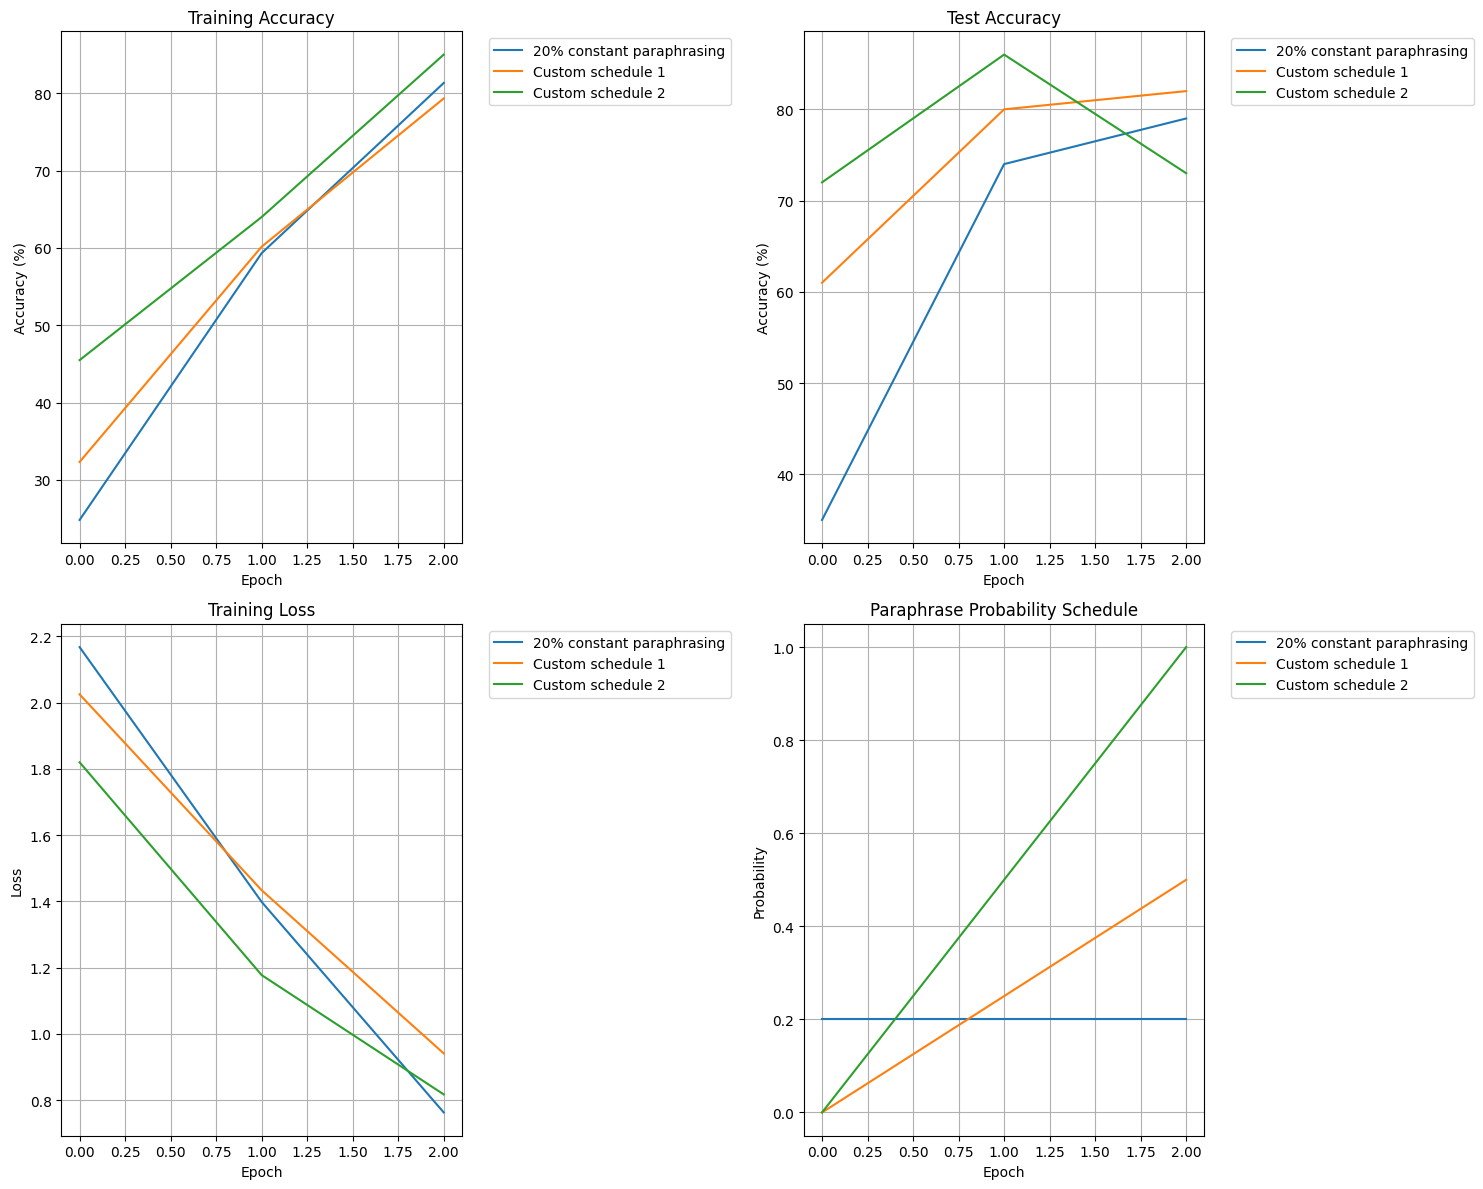 Training Accuracy
Accuracy (%)
80
70
60
50
40
30
0.00 0.25 0.50 0.75 1.00 1.25 1.50 1.75 2.00
Epoch
20% constant paraphrasing
Custom schedule 1
Custom schedule 2
Test Accuracy
Accuracy (%)
80
70
60
50
40
0.00 0.25 0.50 0.75 1.00 1.25 1.50 1.75 2.00
Epoch
20% constant paraphrasing
Custom schedule 1
Custom schedule 2
Training Loss
Loss
2.2
2.0
1.8
1.6
1.4
1.2
1.0
0.8
0.00 0.25 0.50 0.75 1.00 1.25 1.50 1.75 2.00
Epoch
20% constant paraphrasing
Custom schedule 1
Custom schedule 2
Paraphrase Probability Schedule
Probability
1.0
0.8
0.6
0.4
0.2
0.0
0.00 0.25 0.50 0.75 1.00 1.25 1.50 1.75 2.00
Epoch
20% constant paraphrasing
Custom schedule 1
Custom schedule 2